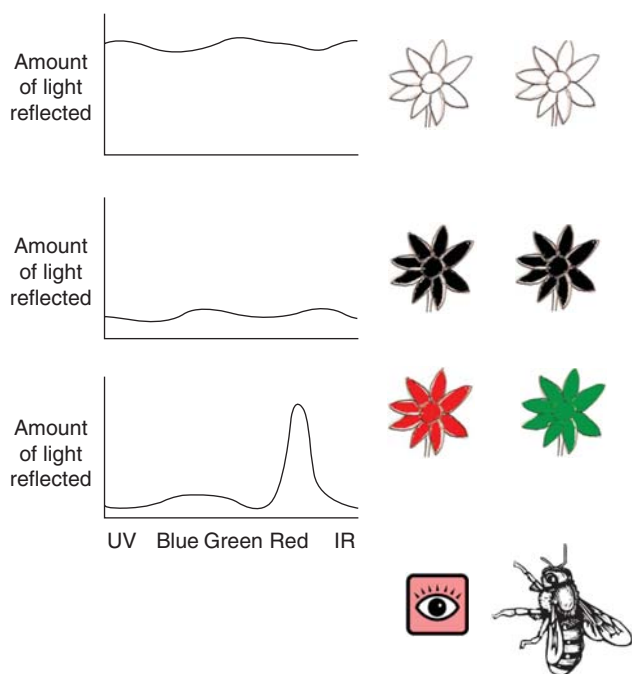 Amount
of light
reflected
Amount
of light
reflected
Amount
of light
reflected
UV Blue Green Red IR